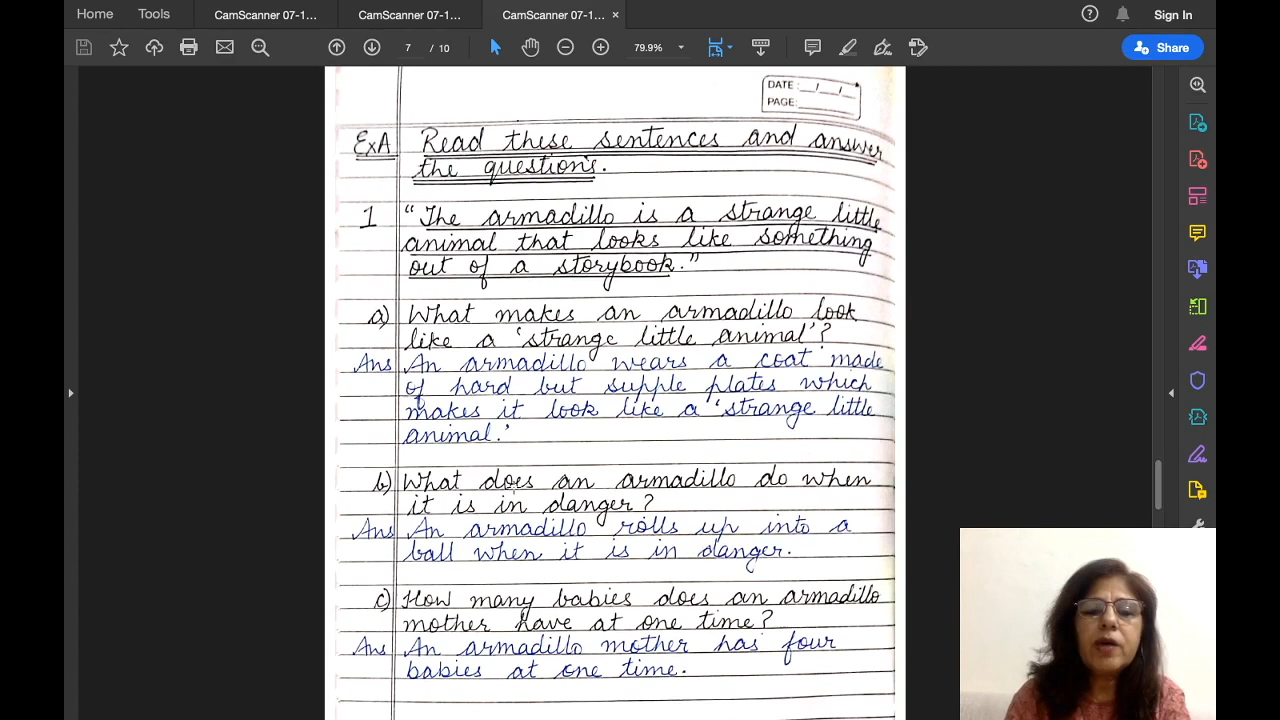 Home Tools CamScanner 07-1... CamScanner 07-1... CamScanner 07-1... × Sign In
7 / 10 79.9% Share
DATE: __/__/__
PAGE:
Ex A Read these sentences and answer
the questions.
1 "The armadillo is a strange little
animal that looks like something
out of a storybook."
a) What makes an armadillo look
like a 'strange little animal'?
Ans An armadillo wears a coat made
of hard but supple plates which
makes it look like a 'strange little
animal.'
b) What does an armadillo do when
it is in danger?
Ans An armadillo rolls up into a
ball when it is in danger.
c) How many babies does an armadillo
mother have at one time?
Ans An armadillo mother has four
babies at one time.